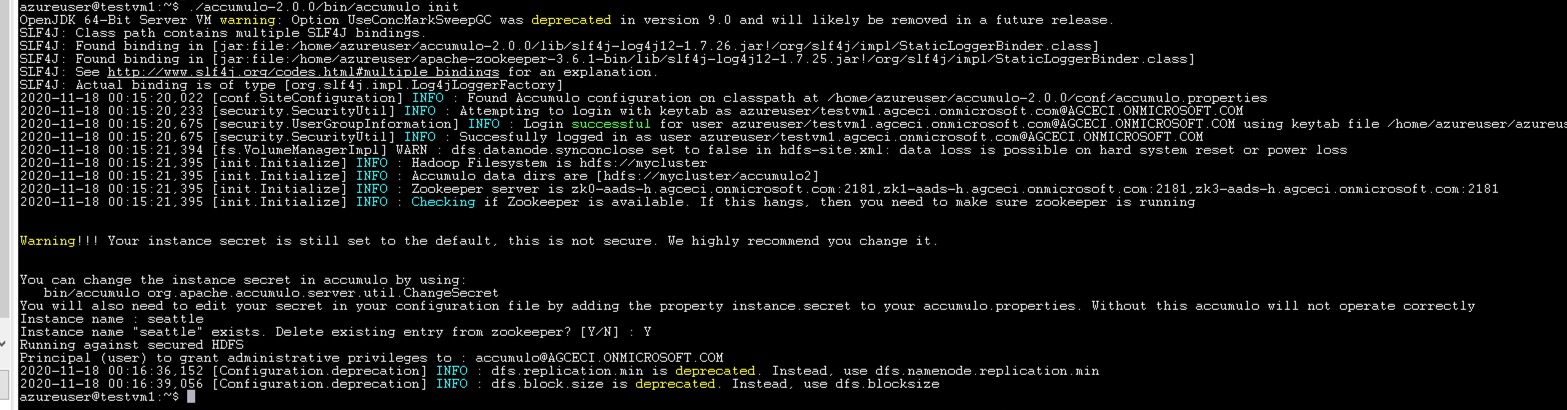 azureuser@testvm1:~$ ./accumulo-2.0.0/bin/accumulo init
OpenJDK 64-Bit Server VM warning: Option UseConcMarkSweepGC was deprecated in version 9.0 and will likely be removed in a future release.
SLF4J: Class path contains multiple SLF4J bindings.
SLF4J: Found binding in [jar:file:/home/azureuser/accumulo-2.0.0/lib/slf4j-log4j12-1.7.26.jar!/org/slf4j/impl/StaticLoggerBinder.class]
SLF4J: Found binding in [jar:file:/home/azureuser/apache-zookeeper-3.6.1-bin/lib/slf4j-log4j12-1.7.25.jar!/org/slf4j/impl/StaticLoggerBinder.class]
SLF4J: See http://www.slf4j.org/codes.html#multiple_bindings for an explanation.
SLF4J: Actual binding is of type [org.slf4j.impl.Log4jLoggerFactory]
2020-11-18 00:15:20,022 [conf.SiteConfiguration] INFO : Found Accumulo configuration on classpath at /home/azureuser/accumulo-2.0.0/conf/accumulo.properties
2020-11-18 00:15:20,233 [security.SecurityUtil] INFO : Attempting to login with keytab as azureuser/testvm1.agceci.onmicrosoft.com@AGCECI.ONMICROSOFT.COM
2020-11-18 00:15:20,675 [security.UserGroupInformation] INFO : Login successful for user azureuser/testvm1.agceci.onmicrosoft.com@AGCECI.ONMICROSOFT.COM using keytab file /home/azureuser/azureus
2020-11-18 00:15:20,675 [security.SecurityUtil] INFO : Succesfully logged in as user azureuser/testvm1.agceci.onmicrosoft.com@AGCECI.ONMICROSOFT.COM
2020-11-18 00:15:21,394 [fs.VolumeManagerImpl] WARN : dfs.datanode.synconclose set to false in hdfs-site.xml: data loss is possible on hard system reset or power loss
2020-11-18 00:15:21,395 [init.Initialize] INFO : Hadoop Filesystem is hdfs://mycluster
2020-11-18 00:15:21,395 [init.Initialize] INFO : Accumulo data dirs are [hdfs://mycluster/accumulo2]
2020-11-18 00:15:21,395 [init.Initialize] INFO : Zookeeper server is zk0-aads-h.agceci.onmicrosoft.com:2181,zk1-aads-h.agceci.onmicrosoft.com:2181,zk3-aads-h.agceci.onmicrosoft.com:2181
2020-11-18 00:15:21,395 [init.Initialize] INFO : Checking if Zookeeper is available. If this hangs, then you need to make sure zookeeper is running
Warning!!! Your instance secret is still set to the default, this is not secure. We highly recommend you change it.
You can change the instance secret in accumulo by using:
bin/accumulo org.apache.accumulo.server.util.ChangeSecret
You will also need to edit your secret in your configuration file by adding the property instance.secret to your accumulo.properties. Without this accumulo will not operate correctly
Instance name : seattle
Instance name "seattle" exists. Delete existing entry from zookeeper? [Y/N] : Y
Running against secured HDFS
Principal (user) to grant administrative privileges to : accumulo@AGCECI.ONMICROSOFT.COM
2020-11-18 00:16:36,152 [Configuration.deprecation] INFO : dfs.replication.min is deprecated. Instead, use dfs.namenode.replication.min
2020-11-18 00:16:39,056 [Configuration.deprecation] INFO : dfs.block.size is deprecated. Instead, use dfs.blocksize
azureuser@testvm1:~$